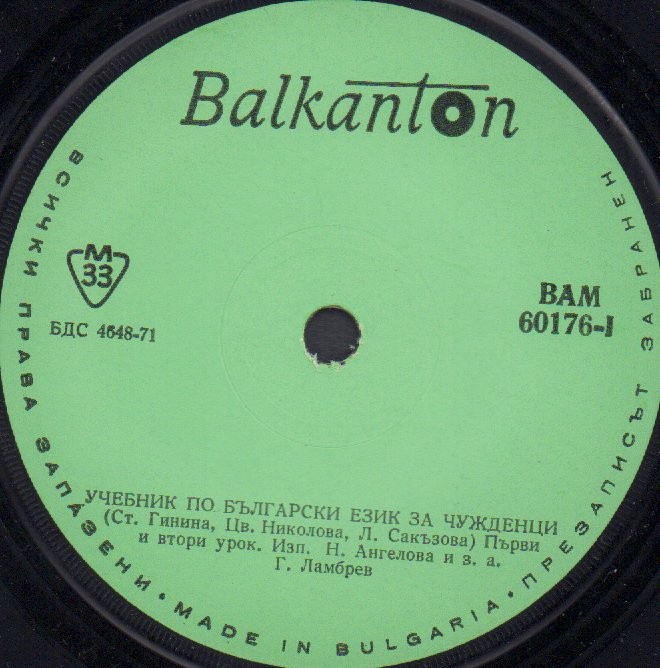 Balkanton
M
33
БДС 4648-71
ВАМ
60176-I
УЧЕБНИК ПО БЪЛГАРСКИ ЕЗИК ЗА ЧУЖДЕНЦИ
(Ст. Гинина, Цв. Николова, Л. Сакъзова) Първи
и втори урок. Изп. Н. Ангелова и з. а.
Г. Ламбрев
ВСИЧКИ ПРАВА ЗАПАЗЕНИ · MADE IN BULGARIA · ПРЕЗАПИСЪТ ЗАБРАНЕН